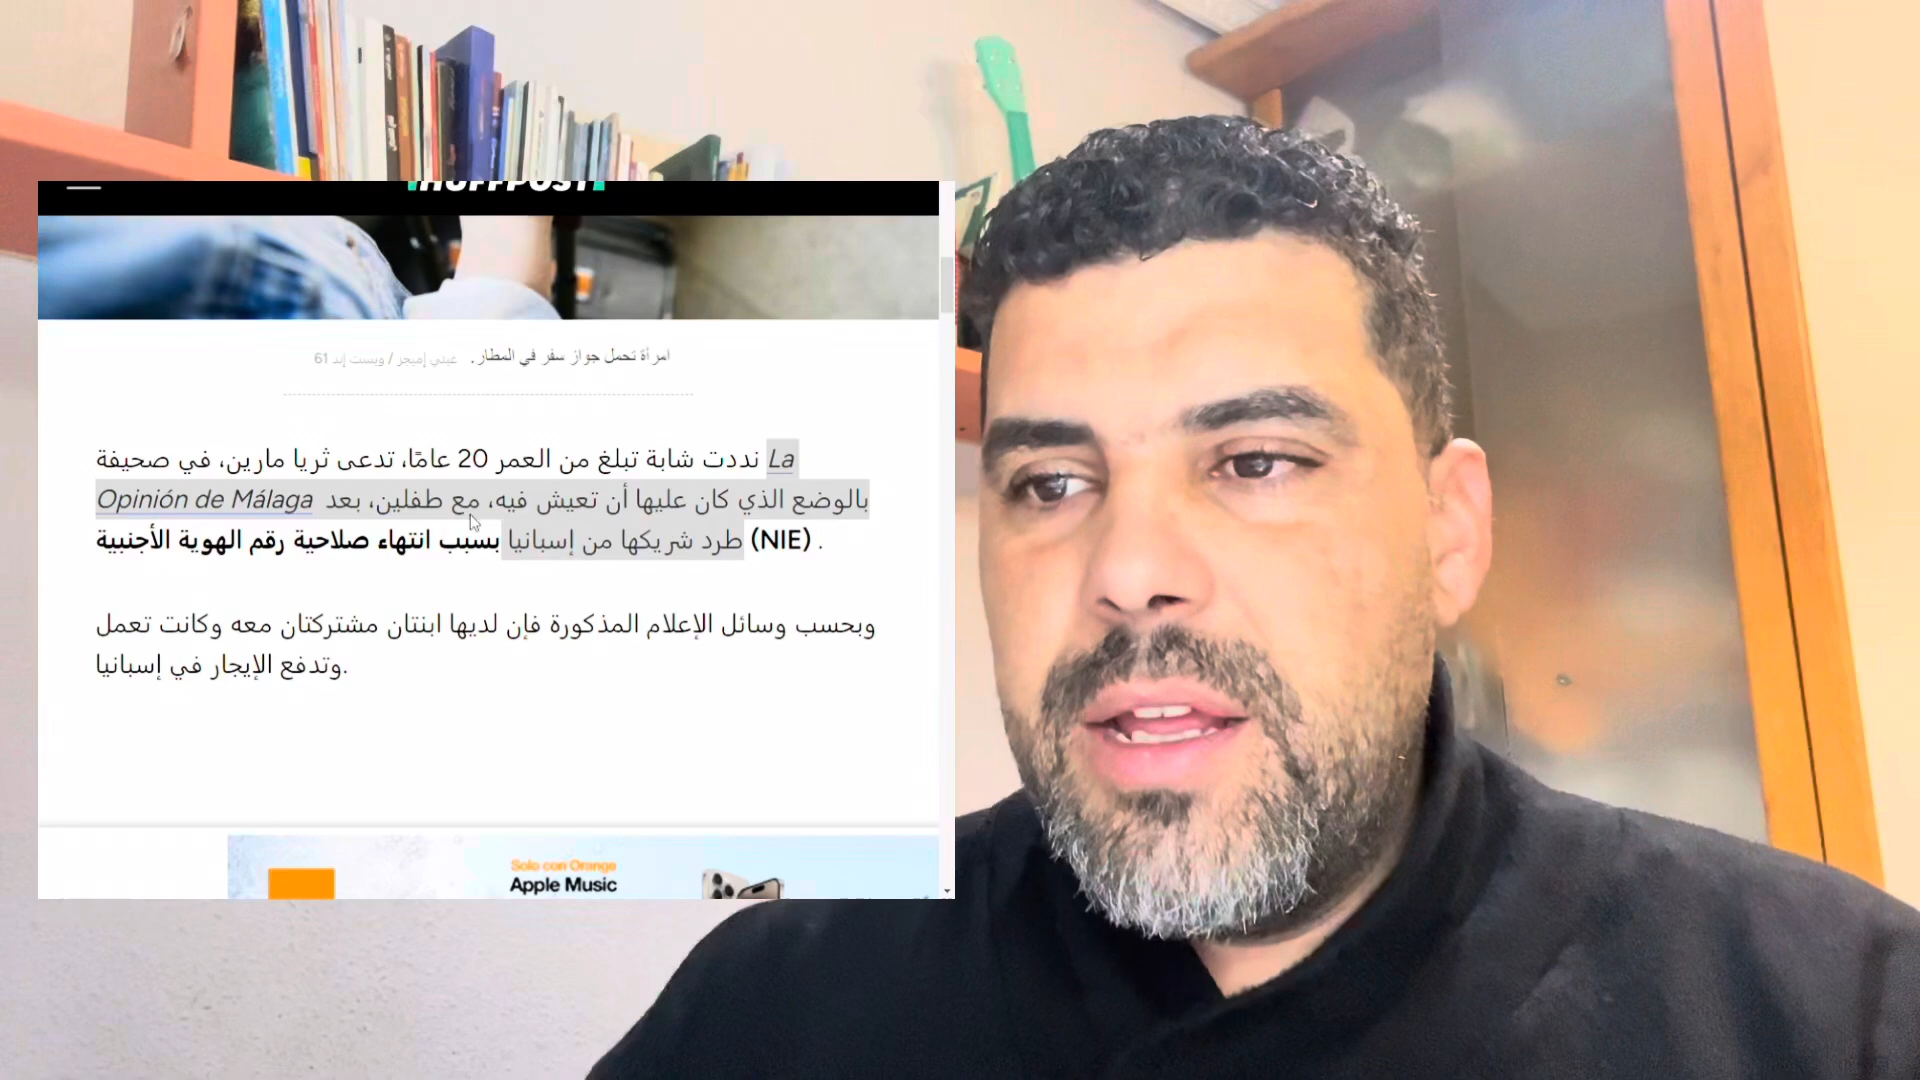 HUFFPOST
امرأة تحمل جواز سفر في المطار. غيتي إميجز / ويست إند 61
نددت شابة تبلغ من العمر 20 عامًا، تدعى ثريا مارين، في صحيفة La
Opinión de Málaga بالوضع الذي كان عليها أن تعيش فيه، مع طفلين، بعد
طرد شريكها من إسبانيا بسبب انتهاء صلاحية رقم الهوية الأجنبية (NIE) .
وبحسب وسائل الإعلام المذكورة فإن لديها ابنتان مشتركتان معه وكانت تعمل
وتدفع الإيجار في إسبانيا.
Solo con Orange
Apple Music